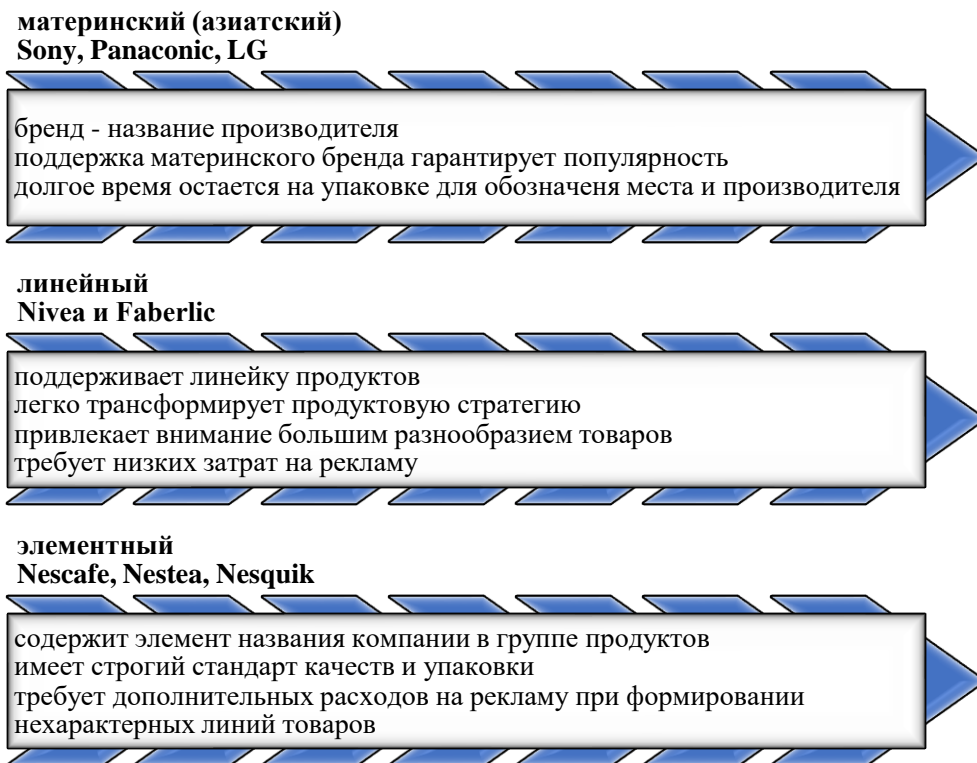 материнский (азиатский)
Sony, Panaconic, LG
бренд - название производителя
поддержка материнского бренда гарантирует популярность
долгое время остается на упаковке для обозначеня места и производителя
линейный
Nivea и Faberlic
поддерживает линейку продуктов
легко трансформирует продуктовую стратегию
привлекает внимание большим разнообразием товаров
требует низких затрат на рекламу
элементный
Nescafe, Nestea, Nesquik
содержит элемент названия компании в группе продуктов
имеет строгий стандарт качеств и упаковки
требует дополнительных расходов на рекламу при формировании
нехарактерных линий товаров